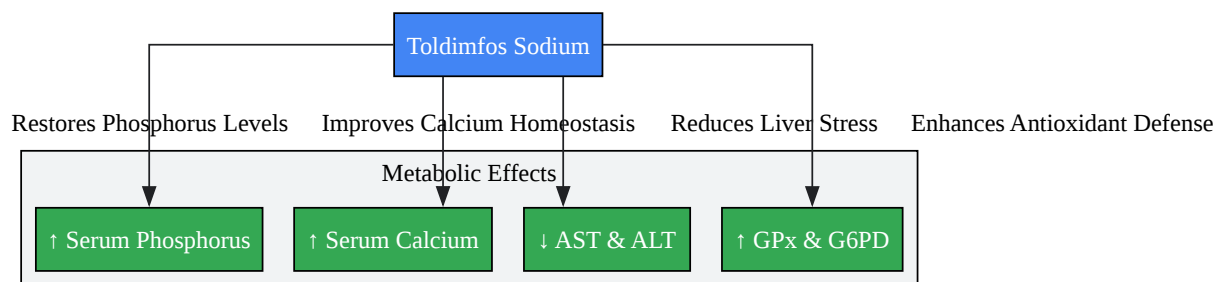 Toldimfos Sodium
Restores Phosphorus Levels
Improves Calcium Homeostasis
Reduces Liver Stress
Enhances Antioxidant Defense
Metabolic Effects
↑ Serum Phosphorus
↑ Serum Calcium
↓ AST & ALT
↑ GPx & G6PD